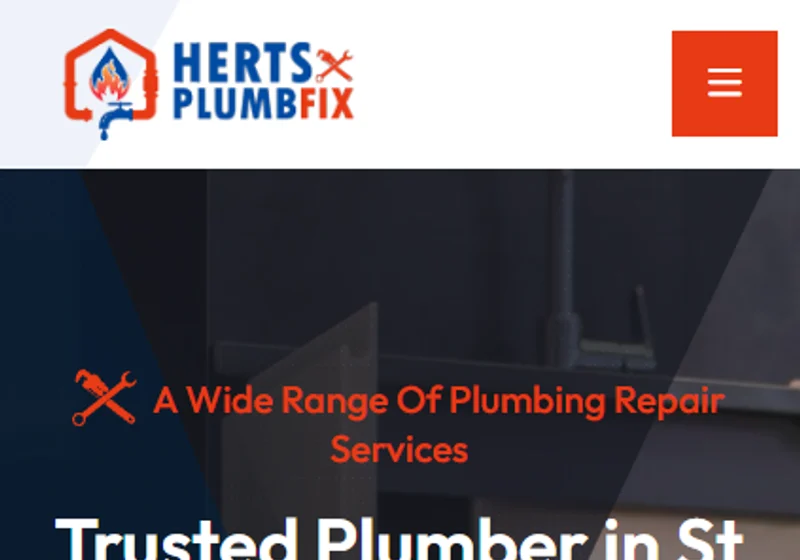 HERTS
PLUMBFIX
A Wide Range Of Plumbing Repair
Services
Trusted Plumber in St